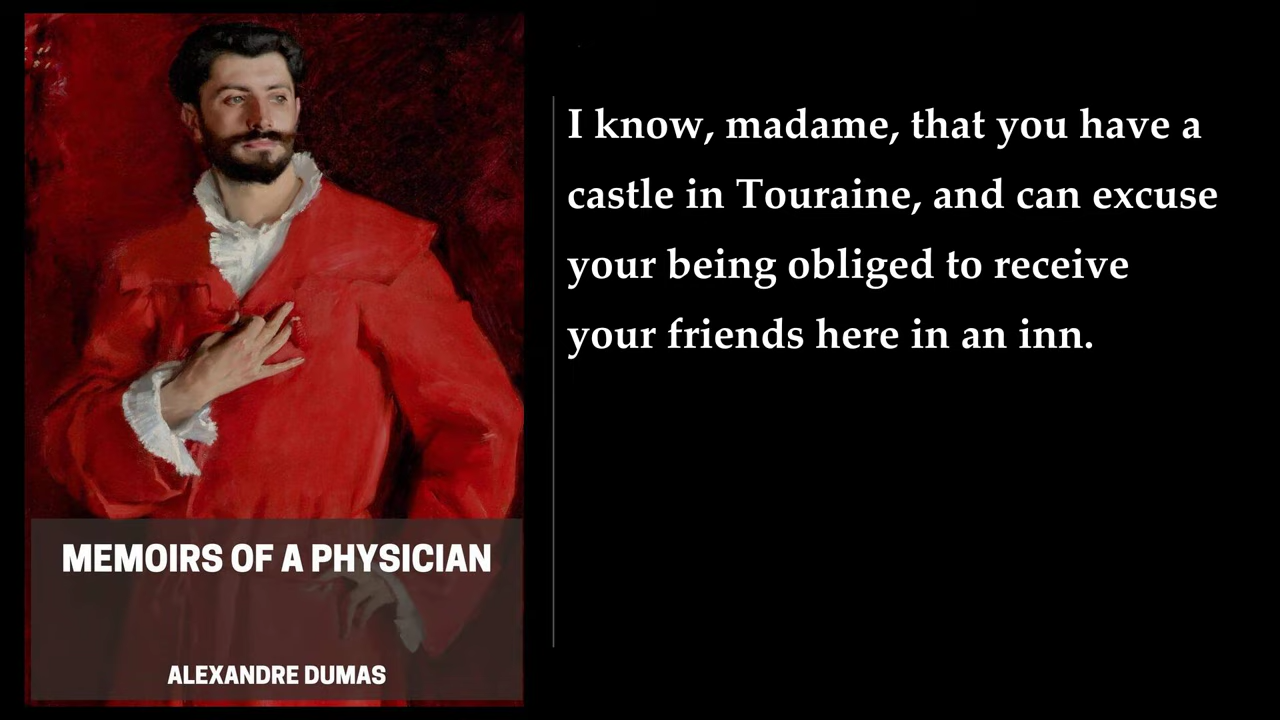 I know, madame, that you have a
castle in Touraine, and can excuse
your being obliged to receive
your friends here in an inn.
MEMOIRS OF A PHYSICIAN
ALEXANDRE DUMAS